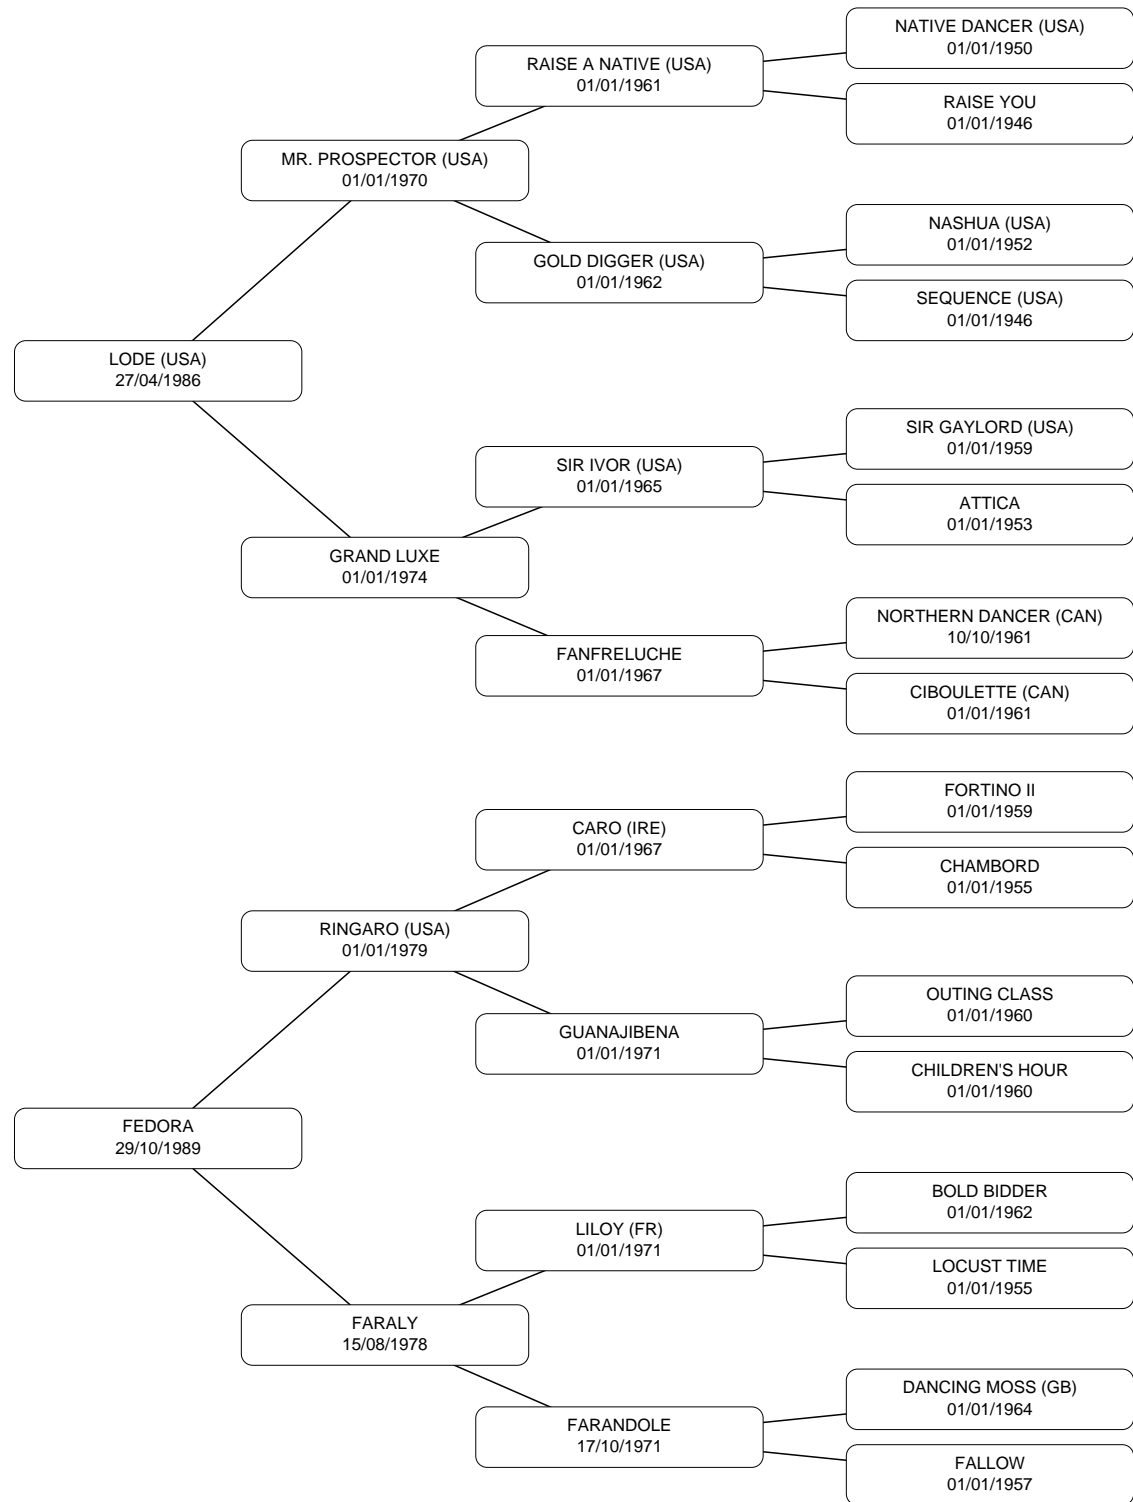 NATIVE DANCER (USA)
01/01/1950
RAISE A NATIVE (USA)
01/01/1961
RAISE YOU
01/01/1946
MR. PROSPECTOR (USA)
01/01/1970
NASHUA (USA)
01/01/1952
GOLD DIGGER (USA)
01/01/1962
SEQUENCE (USA)
01/01/1946
LODE (USA)
27/04/1986
SIR GAYLORD (USA)
01/01/1959
SIR IVOR (USA)
01/01/1965
ATTICA
01/01/1953
GRAND LUXE
01/01/1974
NORTHERN DANCER (CAN)
10/10/1961
FANFRELUCHE
01/01/1967
CIBOULETTE (CAN)
01/01/1961
FORTINO II
01/01/1959
CARO (IRE)
01/01/1967
CHAMBORD
01/01/1955
RINGARO (USA)
01/01/1979
OUTING CLASS
01/01/1960
GUANAJIBENA
01/01/1971
CHILDREN'S HOUR
01/01/1960
FEDORA
29/10/1989
BOLD BIDDER
01/01/1962
LILOY (FR)
01/01/1971
LOCUST TIME
01/01/1955
FARALY
15/08/1978
DANCING MOSS (GB)
01/01/1964
FARANDOLE
17/10/1971
FALLOW
01/01/1957